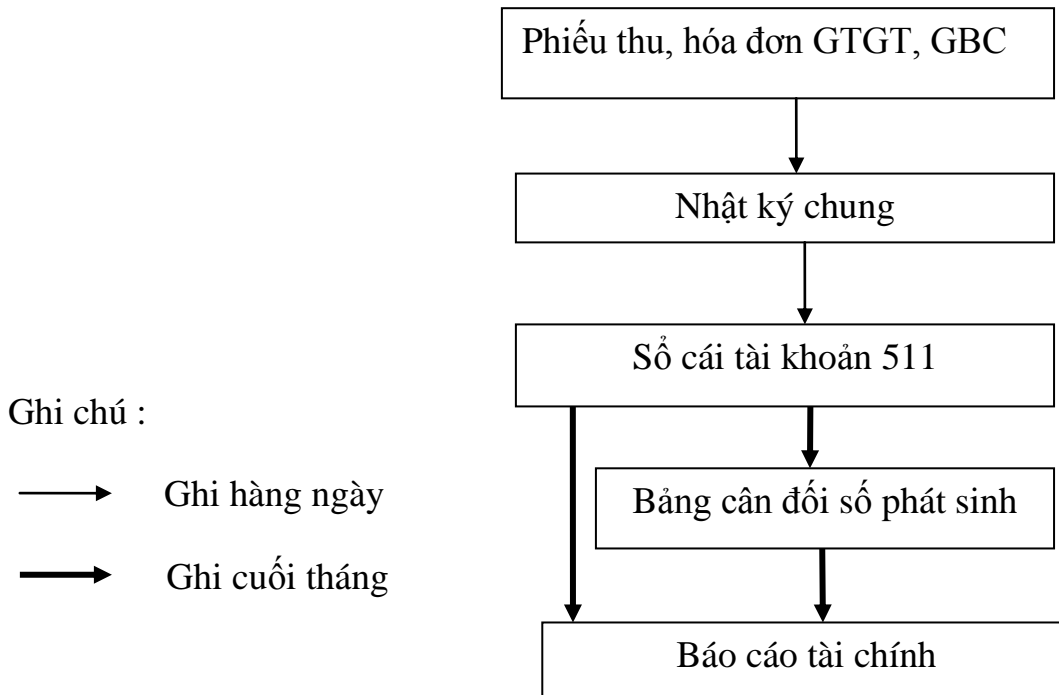 Phiếu thu, hóa đơn GTGT, GBC
Nhật ký chung
Sổ cái tài khoản 511
Ghi chú :
Ghi hàng ngày
Bảng cân đối số phát sinh
Ghi cuối tháng
Báo cáo tài chính